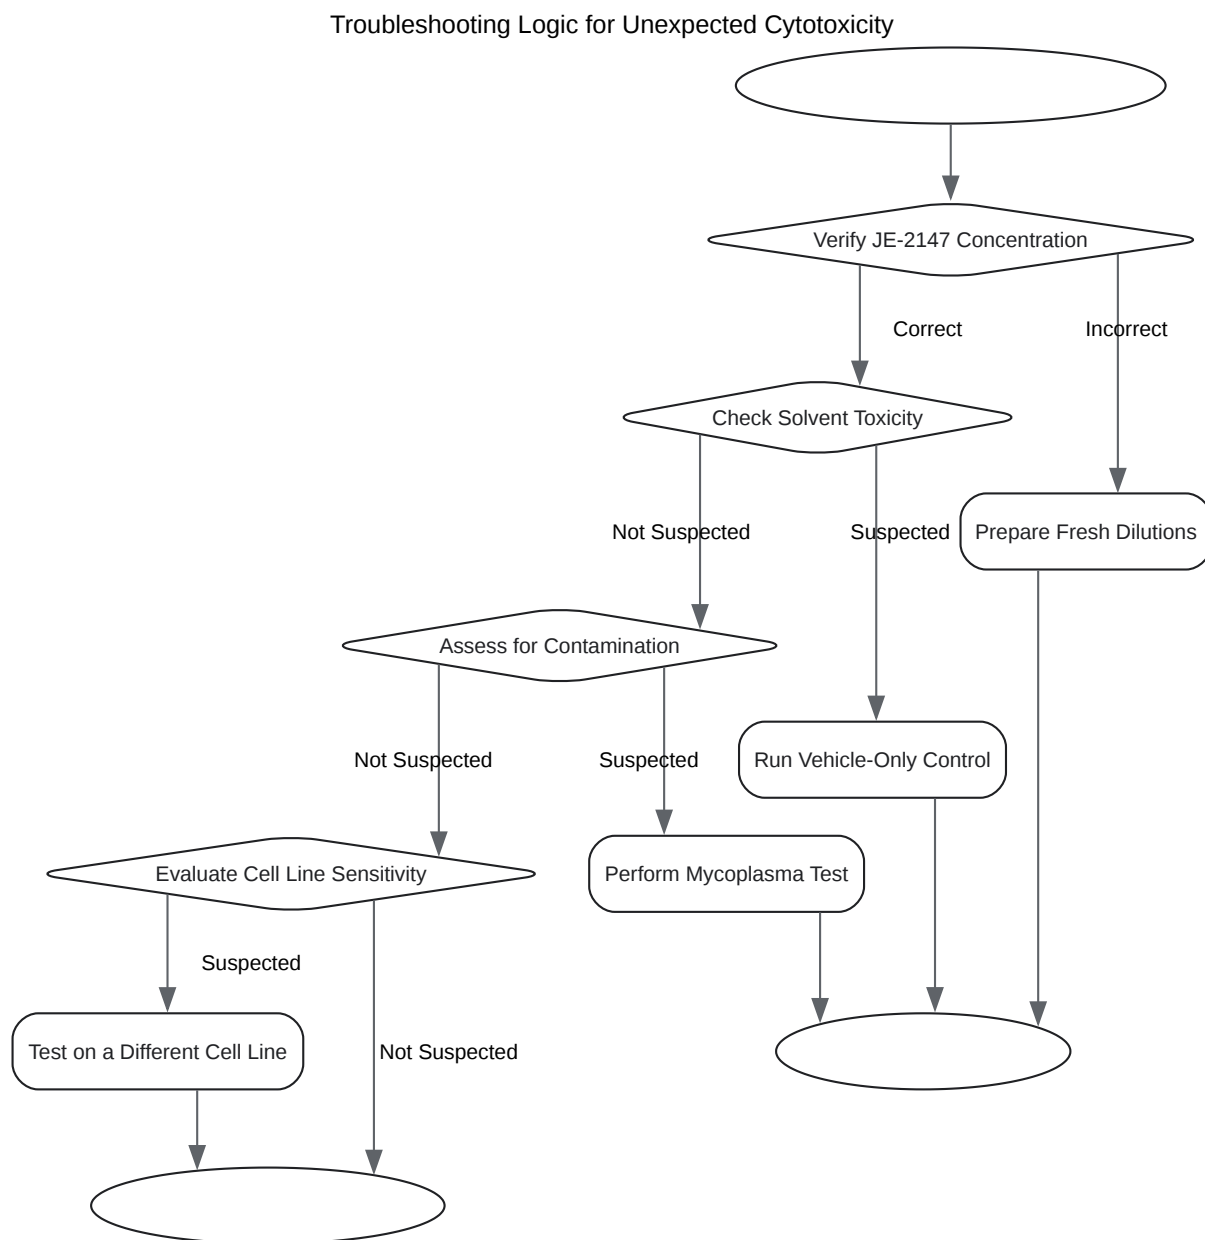 Troubleshooting Logic for Unexpected Cytotoxicity
Verify JE-2147 Concentration
Correct
Incorrect
Check Solvent Toxicity
Not Suspected
Suspected
Prepare Fresh Dilutions
Assess for Contamination
Not Suspected
Suspected
Run Vehicle-Only Control
Evaluate Cell Line Sensitivity
Perform Mycoplasma Test
Suspected
Test on a Different Cell Line
Not Suspected